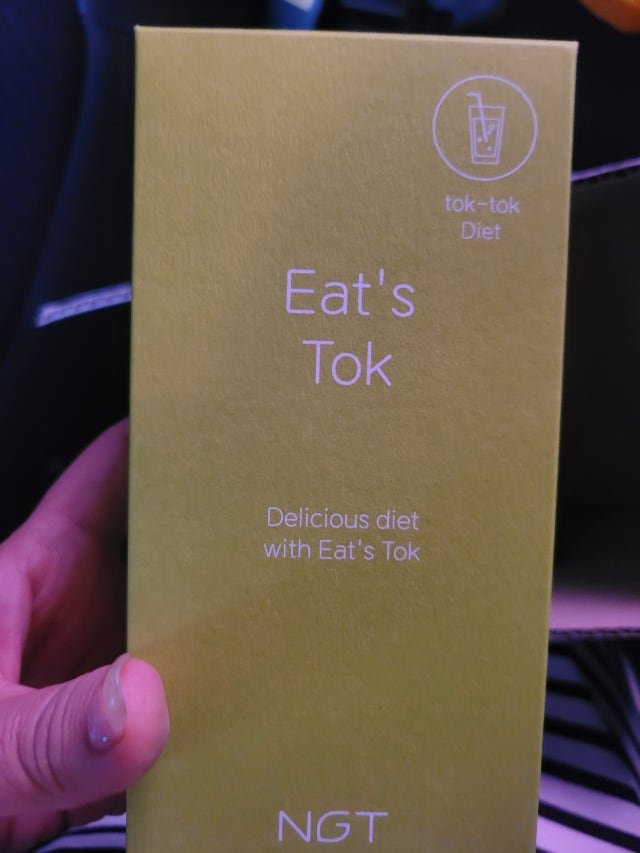 tok-tok
Diet
Eat's
Tok
Delicious diet
with Eat's Tok
NGT